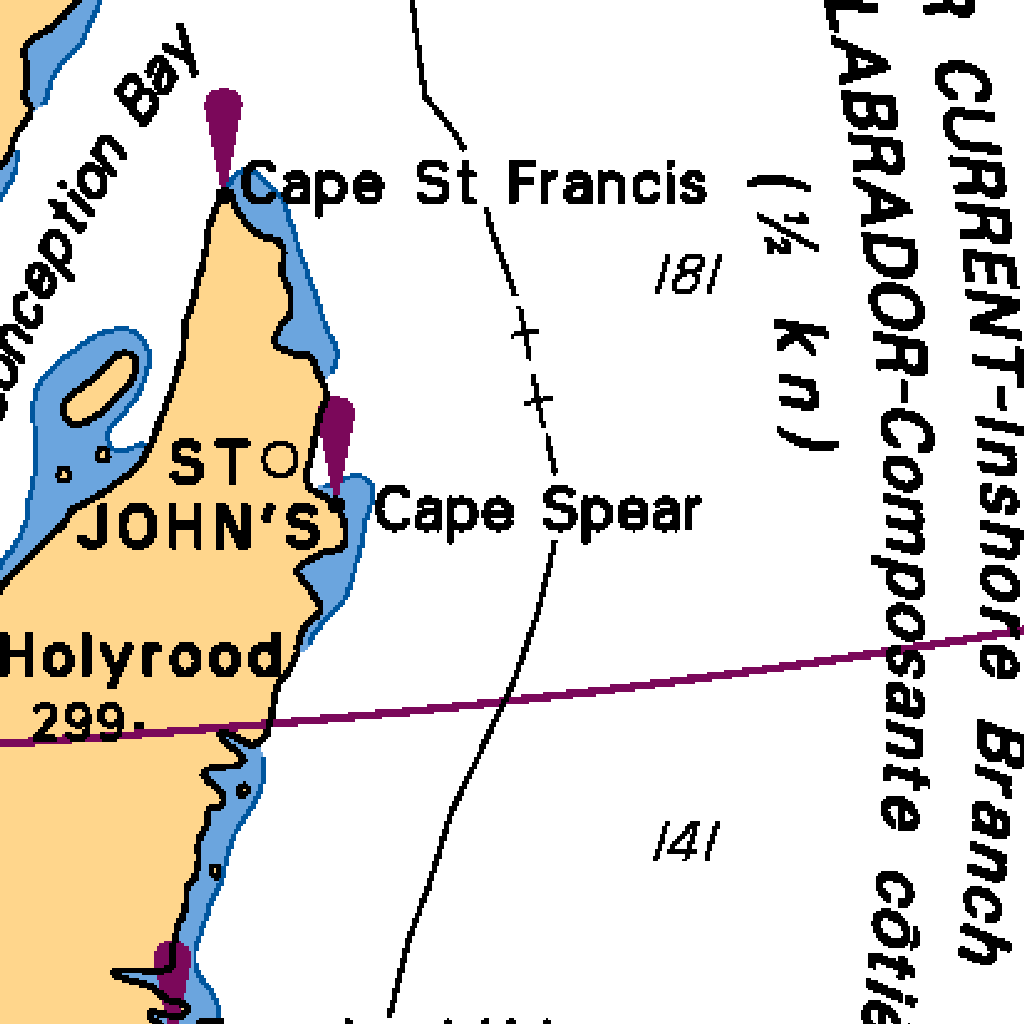 Conception Bay
Cape St Francis
181
(½ kn)
ST
JOHN'S
Cape Spear
Holyrood
299
141
LABRADOR-Composante
CURRENT-Inshore Branch